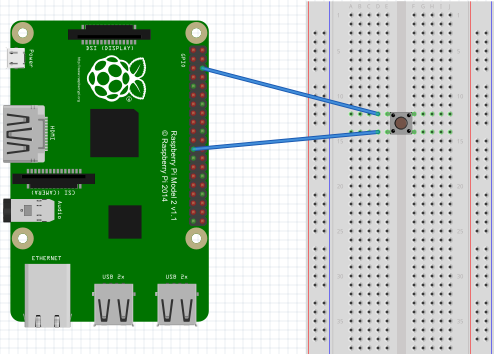 DSI (DISPLAY)
Power
GPIO
HDMI
Raspberry Pi Model 2 v1.1
© Raspberry Pi 2014
CSI (CAMERA)
Audio
ETHERNET
USB 2x
USB 2x